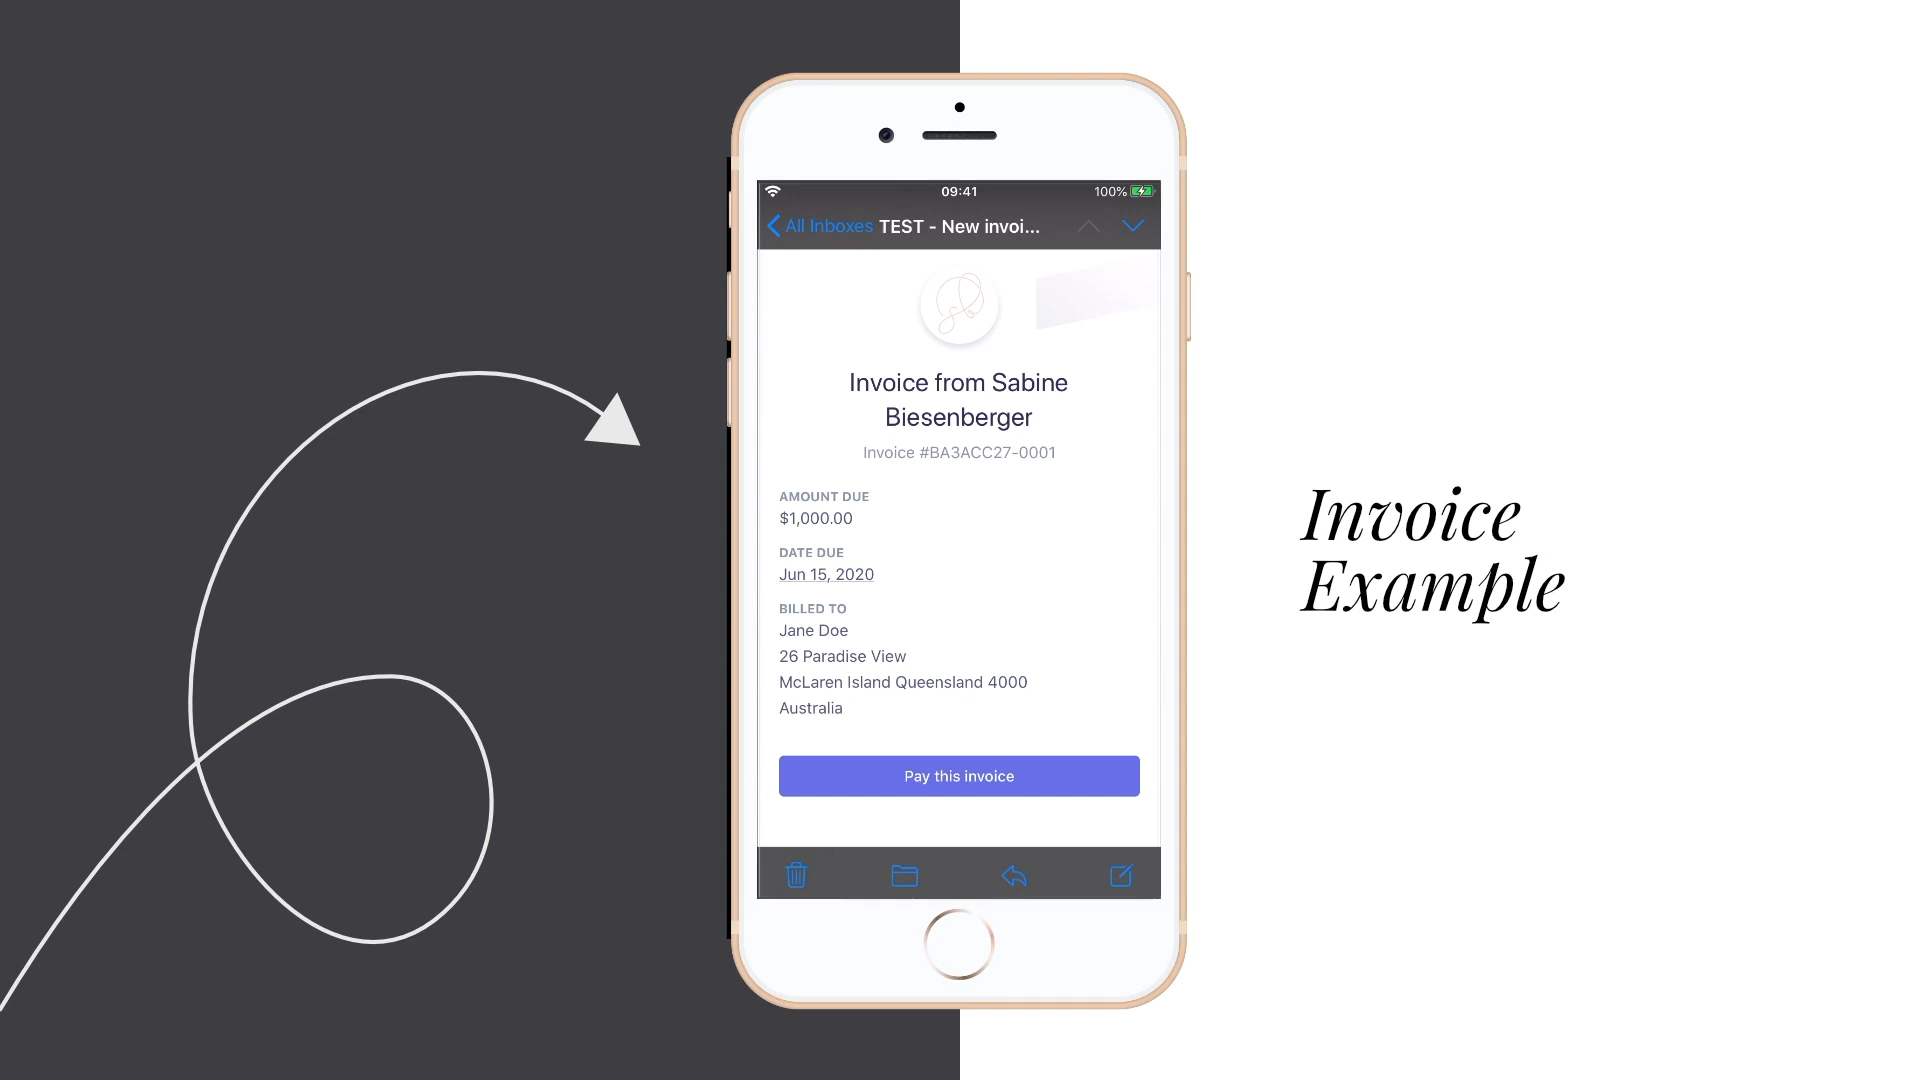 09:41
100%
All Inboxes TEST - New invoi...
Invoice from Sabine
Biesenberger
Invoice #BA3ACC27-0001
AMOUNT DUE
$1,000.00
DATE DUE
Jun 15, 2020
BILLED TO
Jane Doe
26 Paradise View
McLaren Island Queensland 4000
Australia
Pay this invoice
Invoice
Example